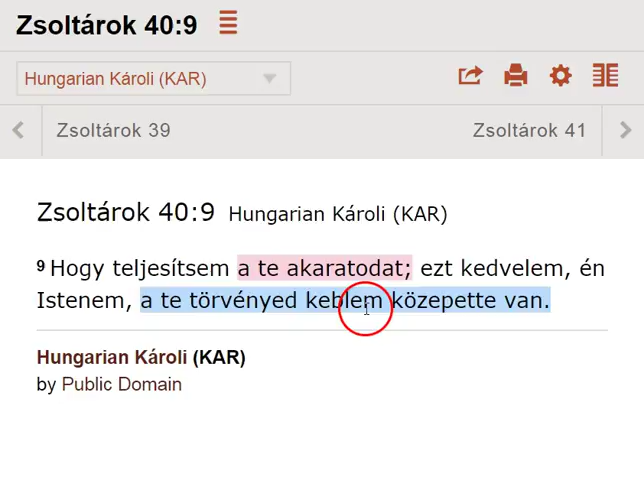 Zsoltárok 40:9
Hungarian Károli (KAR)
Zsoltárok 39
Zsoltárok 41
Zsoltárok 40:9 Hungarian Károli (KAR)
9 Hogy teljesítsem a te akaratodat; ezt kedvelem, én
Istenem, a te törvényed keblem közepette van.
Hungarian Károli (KAR)
by Public Domain